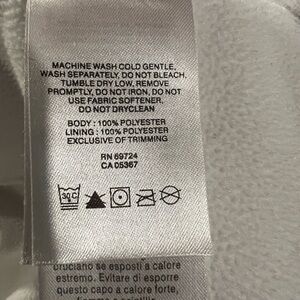 MACHINE WASH COLD GENTLE,
WASH SEPARATELY, DO NOT BLEACH,
TUMBLE DRY LOW, REMOVE
PROMPTLY, DO NOT IRON, DO NOT
USE FABRIC SOFTENER.
DO NOT DRYCLEAN
BODY : 100% POLYESTER
LINING : 100% POLYESTER
EXCLUSIVE OF TRIMMING
RN 69724
CA 05367
30 C
bruciano se esposti a calore
estremo. Evitare di esporre
questo capo a calore forte,
fiamme o scintille